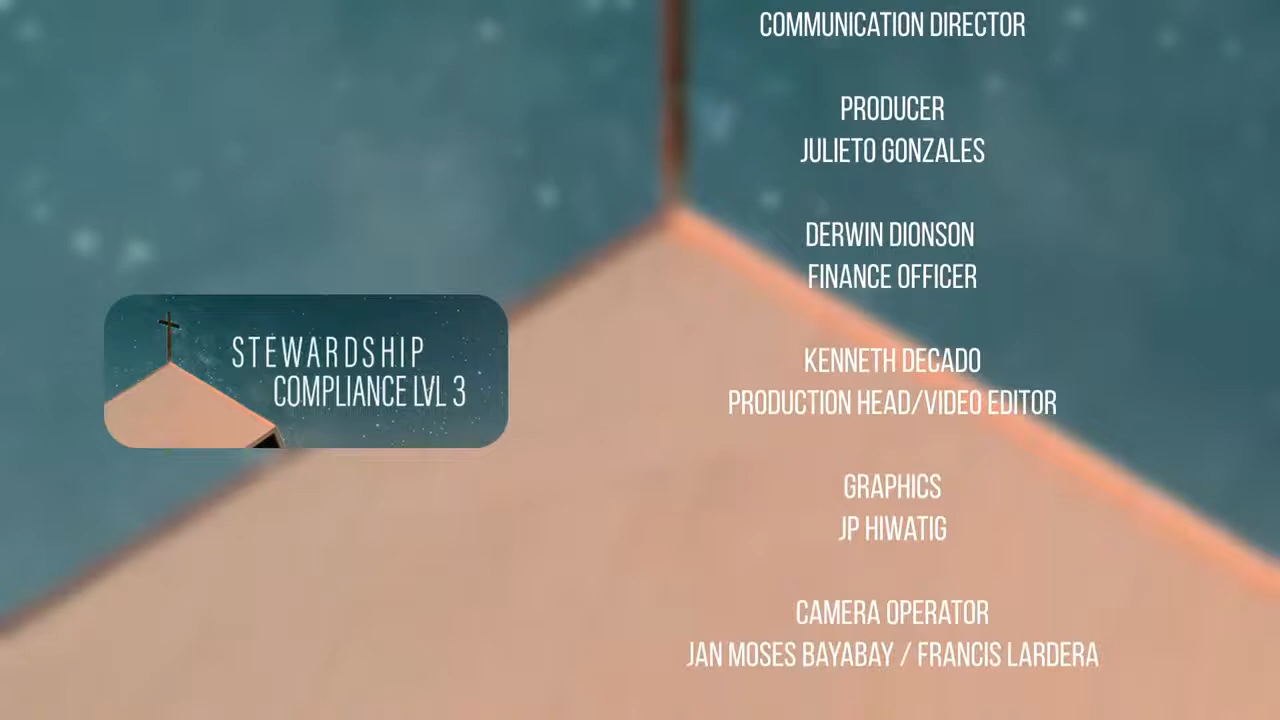 STEWARDSHIP
COMPLIANCE LVL 3
COMMUNICATION DIRECTOR
PRODUCER
JULIETO GONZALES
DERWIN DIONSON
FINANCE OFFICER
KENNETH DECADO
PRODUCTION HEAD/VIDEO EDITOR
GRAPHICS
JP HIWATIG
CAMERA OPERATOR
JAN MOSES BAYABAY / FRANCIS LARDERA